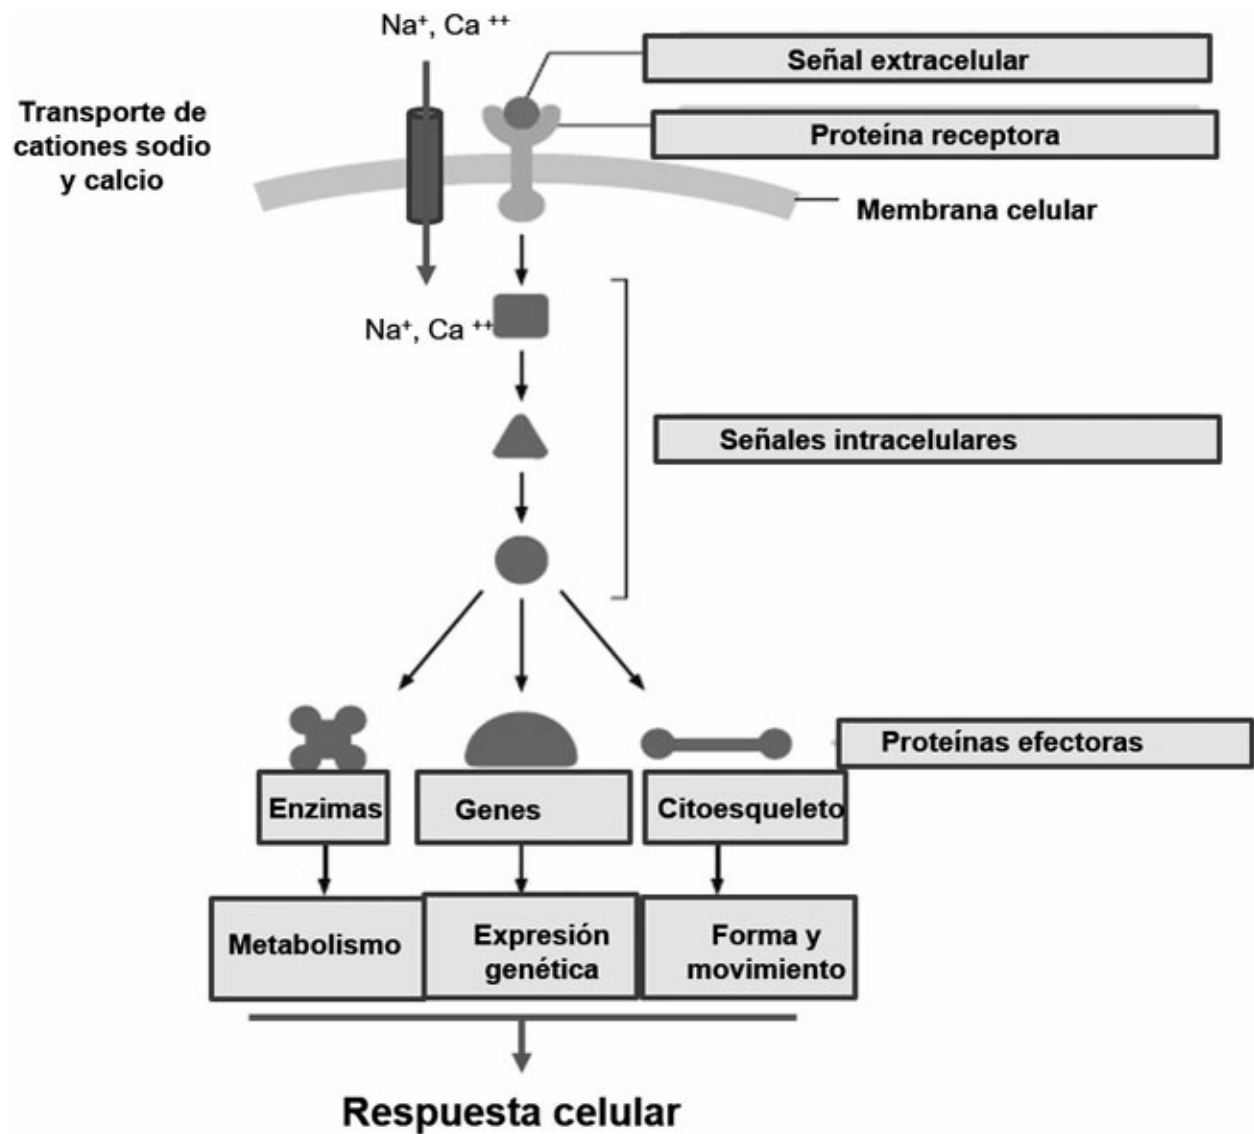 Na⁺, Ca ⁺⁺
Señal extracelular
Transporte de
cationes sodio
y calcio
Proteína receptora
Membrana celular
Na⁺, Ca ⁺⁺
Señales intracelulares
Proteínas efectoras
Enzimas
Genes
Citoesqueleto
Metabolismo
Expresión
genética
Forma y
movimiento
Respuesta celular